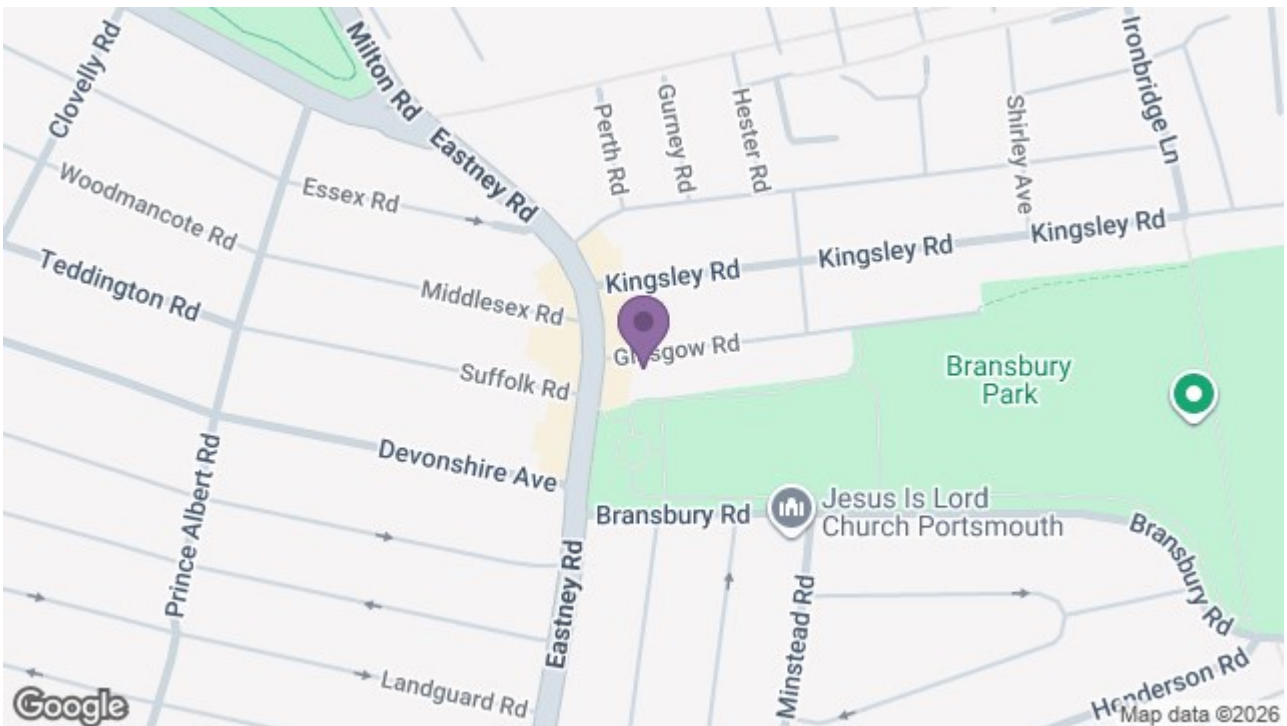 Clovelly Rd
Milton Rd
Ironbridge Ln
Perth Rd
Gurney Rd
Hester Rd
Shirley Ave
Eastney Rd
Essex Rd
Woodmancote Rd
Kingsley Rd
Kingsley Rd
Kingsley Rd
Teddington Rd
Middlesex Rd
Glasgow Rd
Bransbury
Park
Suffolk Rd
Devonshire Ave
Prince Albert Rd
Jesus Is Lord
Church Portsmouth
Bransbury Rd
Bransbury Rd
Eastney Rd
Minstead Rd
Landguard Rd
Henderson Rd
Google
Map data ©2026